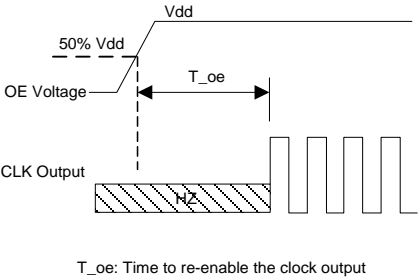 Vdd
50% Vdd
T_oe
OE Voltage
CLK Output
HZ
T_oe: Time to re-enable the clock output